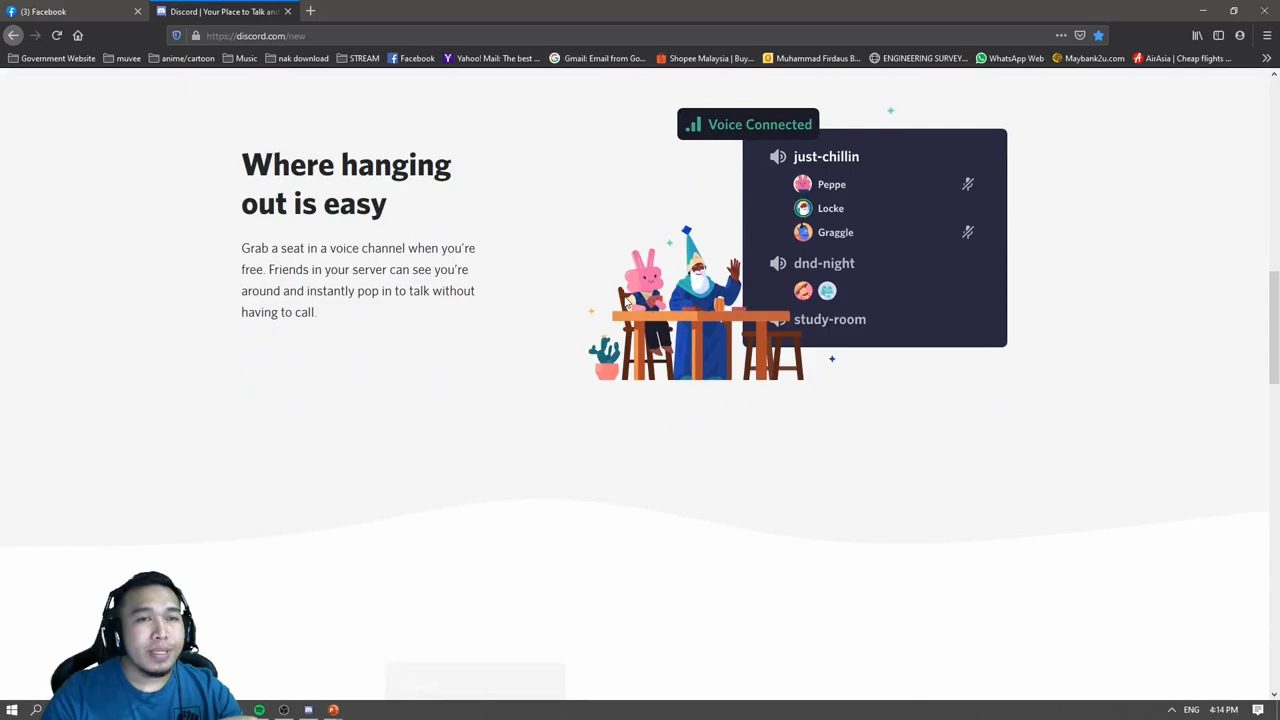 (3) Facebook
Discord | Your Place to Talk and
https://discord.com/new
Government Website
muvee
anime/cartoon
Music
nak download
STREAM
Facebook
Yahoo! Mail: The best ...
Gmail: Email from Go...
Shopee Malaysia | Buy...
Muhammad Firdaus B...
ENGINEERING SURVEY...
WhatsApp Web
Maybank2u.com
AirAsia | Cheap flights ...
Where hanging
out is easy
Grab a seat in a voice channel when you're
free. Friends in your server can see you're
around and instantly pop in to talk without
having to call.
Voice Connected
just-chillin
Peppe
Locke
Graggle
dnd-night
study-room
ENG
4:14 PM